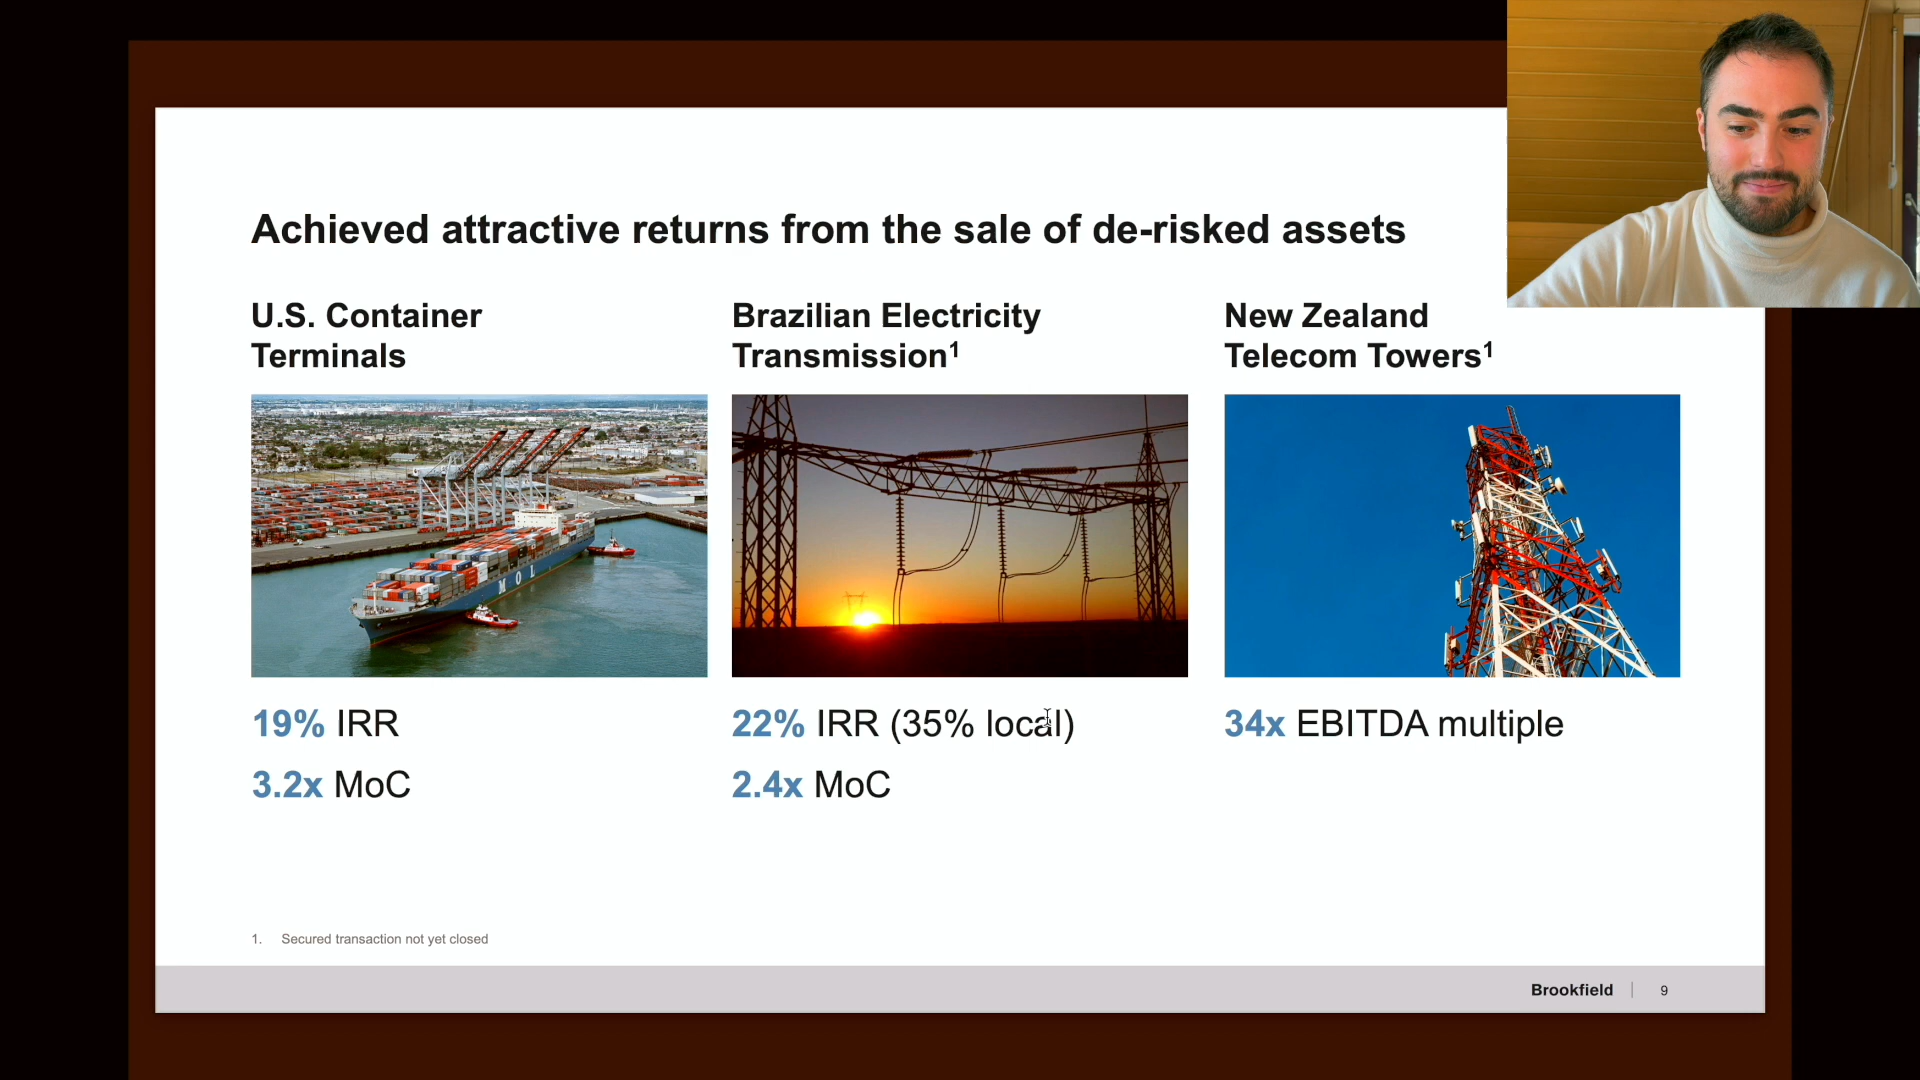 Achieved attractive returns from the sale of de-risked assets
U.S. Container
Terminals
Brazilian Electricity
Transmission¹
New Zealand
Telecom Towers¹
MOL
19% IRR
3.2x MoC
22% IRR (35% local)
2.4x MoC
34x EBITDA multiple
1. Secured transaction not yet closed
Brookfield | 9